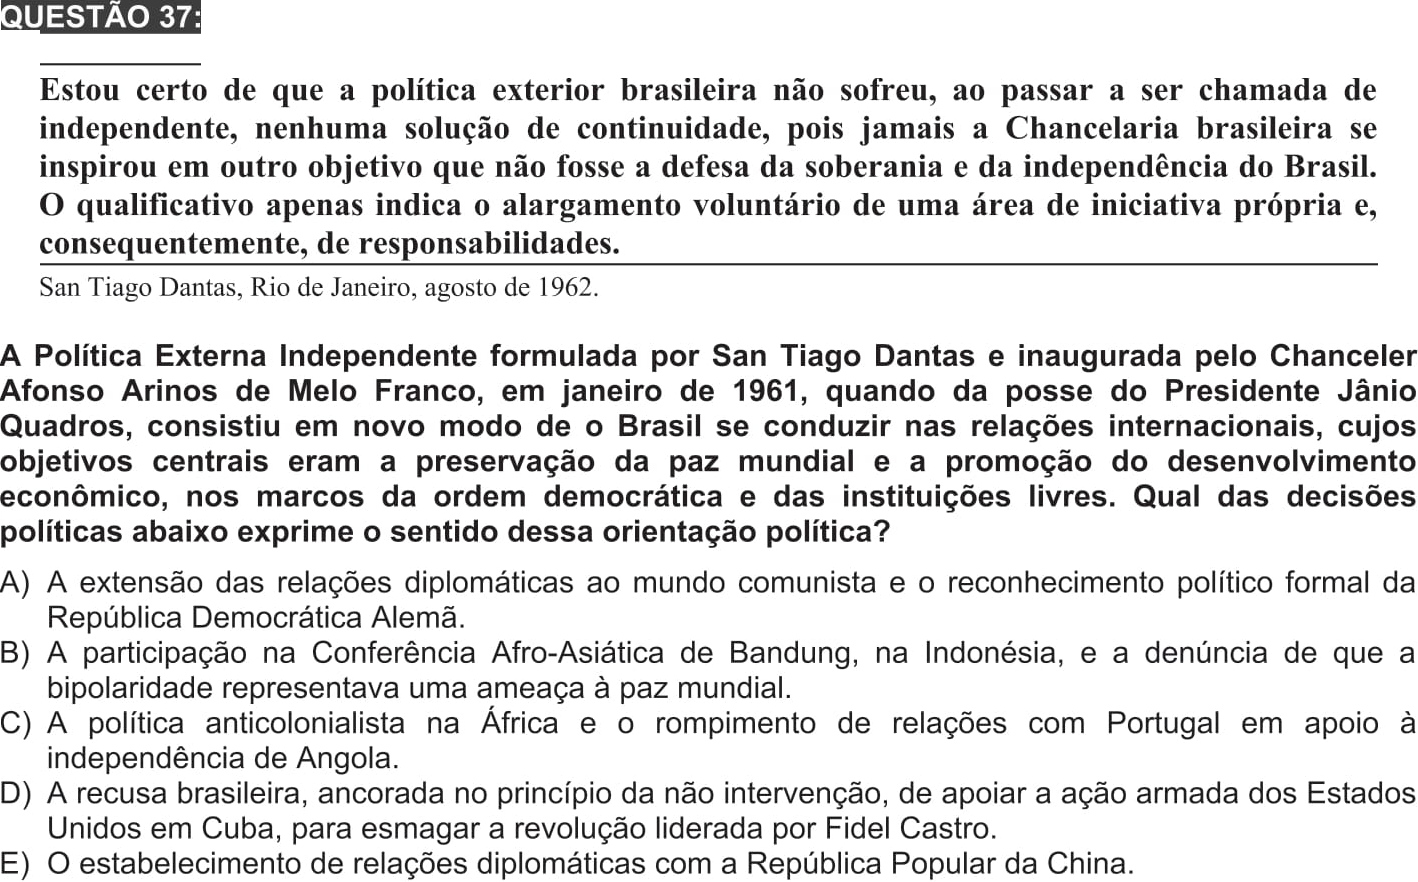 QUESTÃO 37:
Estou certo de que a política exterior brasileira não sofreu, ao passar a ser chamada de
independente, nenhuma solução de continuidade, pois jamais a Chancelaria brasileira se
inspirou em outro objetivo que não fosse a defesa da soberania e da independência do Brasil.
O qualificativo apenas indica o alargamento voluntário de uma área de iniciativa própria e,
consequentemente, de responsabilidades.
San Tiago Dantas, Rio de Janeiro, agosto de 1962.
A Política Externa Independente formulada por San Tiago Dantas e inaugurada pelo Chanceler
Afonso Arinos de Melo Franco, em janeiro de 1961, quando da posse do Presidente Jânio
Quadros, consistiu em novo modo de o Brasil se conduzir nas relações internacionais, cujos
objetivos centrais eram a preservação da paz mundial e a promoção do desenvolvimento
econômico, nos marcos da ordem democrática e das instituições livres. Qual das decisões
políticas abaixo exprime o sentido dessa orientação política?
A) A extensão das relações diplomáticas ao mundo comunista e o reconhecimento político formal da
República Democrática Alemã.
B) A participação na Conferência Afro-Asiática de Bandung, na Indonésia, e a denúncia de que a
bipolaridade representava uma ameaça à paz mundial.
C) A política anticolonialista na África e o rompimento de relações com Portugal em apoio à
independência de Angola.
D) A recusa brasileira, ancorada no princípio da não intervenção, de apoiar a ação armada dos Estados
Unidos em Cuba, para esmagar a revolução liderada por Fidel Castro.
E) O estabelecimento de relações diplomáticas com a República Popular da China.